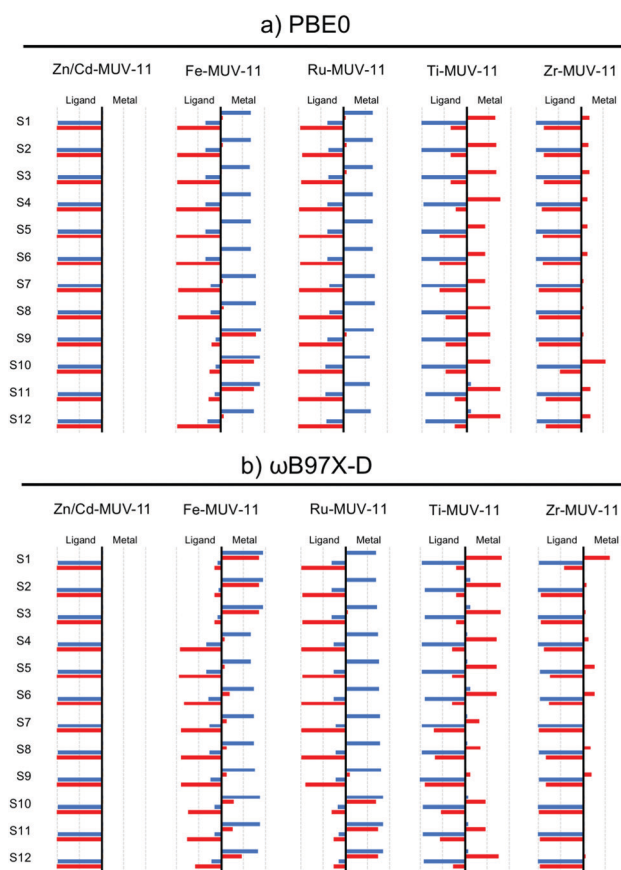 a) PBE0
Zn/Cd-MUV-11 Fe-MUV-11 Ru-MUV-11 Ti-MUV-11 Zr-MUV-11
Ligand Metal Ligand Metal Ligand Metal Ligand Metal Ligand Metal
S1
S2
S3
S4
S5
S6
S7
S8
S9
S10
S11
S12
b) ωB97X-D
Zn/Cd-MUV-11 Fe-MUV-11 Ru-MUV-11 Ti-MUV-11 Zr-MUV-11
Ligand Metal Ligand Metal Ligand Metal Ligand Metal Ligand Metal
S1
S2
S3
S4
S5
S6
S7
S8
S9
S10
S11
S12